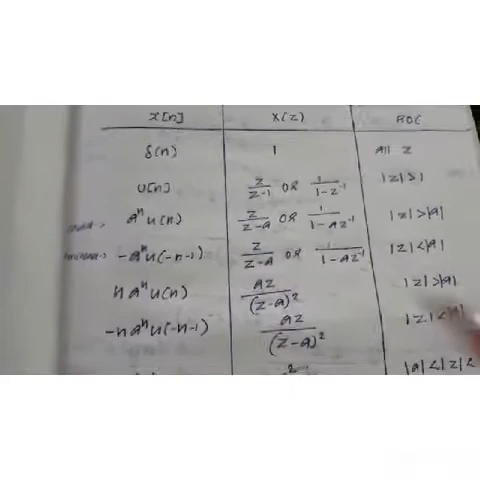 x[n] X(z) ROC
δ(n) 1 all z
u[n] z/z-1 OR 1/1-z⁻¹ |z|>1
aⁿu(n) z/z-a OR 1/1-az⁻¹ |z|>|a|
-aⁿu(-n-1) z/z-a OR 1/1-az⁻¹ |z|<|a|
naⁿu(n) az/(z-a)² |z|>|a|
-naⁿu(-n-1) az/(z-a)² |z|<|a|
|a|<|z|<